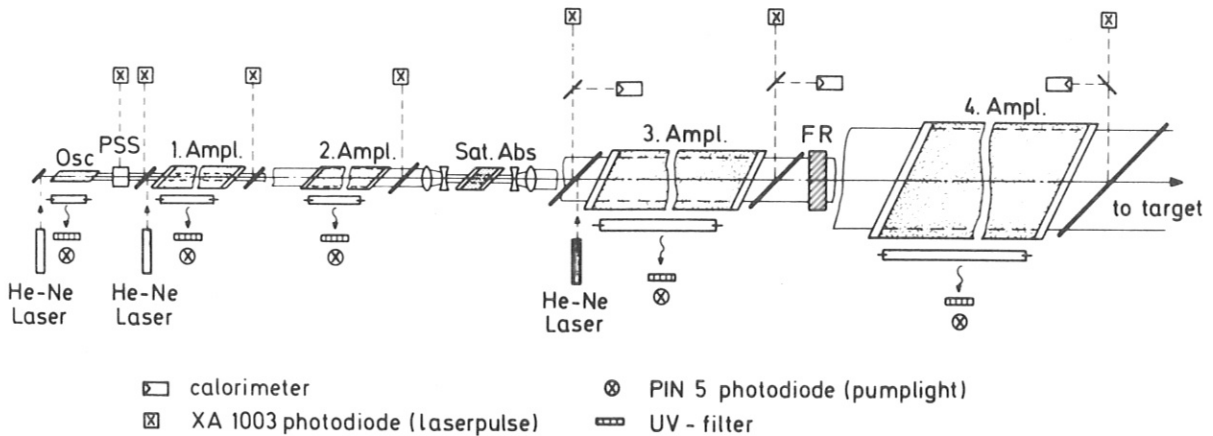 Osc
PSS
1. Ampl.
2. Ampl.
Sat. Abs
3. Ampl.
FR
4. Ampl.
to target
He-Ne
Laser
He-Ne
Laser
He-Ne
Laser
calorimeter
PIN 5 photodiode (pumplight)
XA 1003 photodiode (laserpulse)
UV - filter